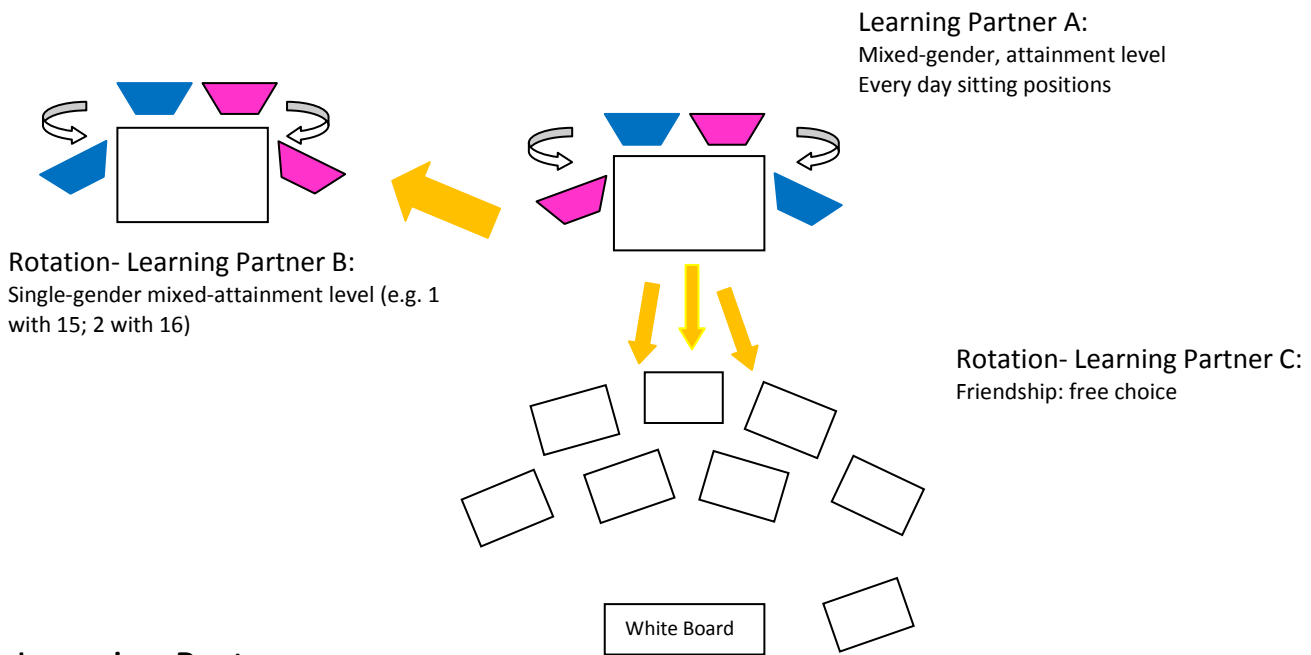 Learning Partner A:
Mixed-gender, attainment level
Every day sitting positions
Rotation- Learning Partner B:
Single-gender mixed-attainment level (e.g. 1
with 15; 2 with 16)
Rotation- Learning Partner C:
Friendship: free choice
White Board